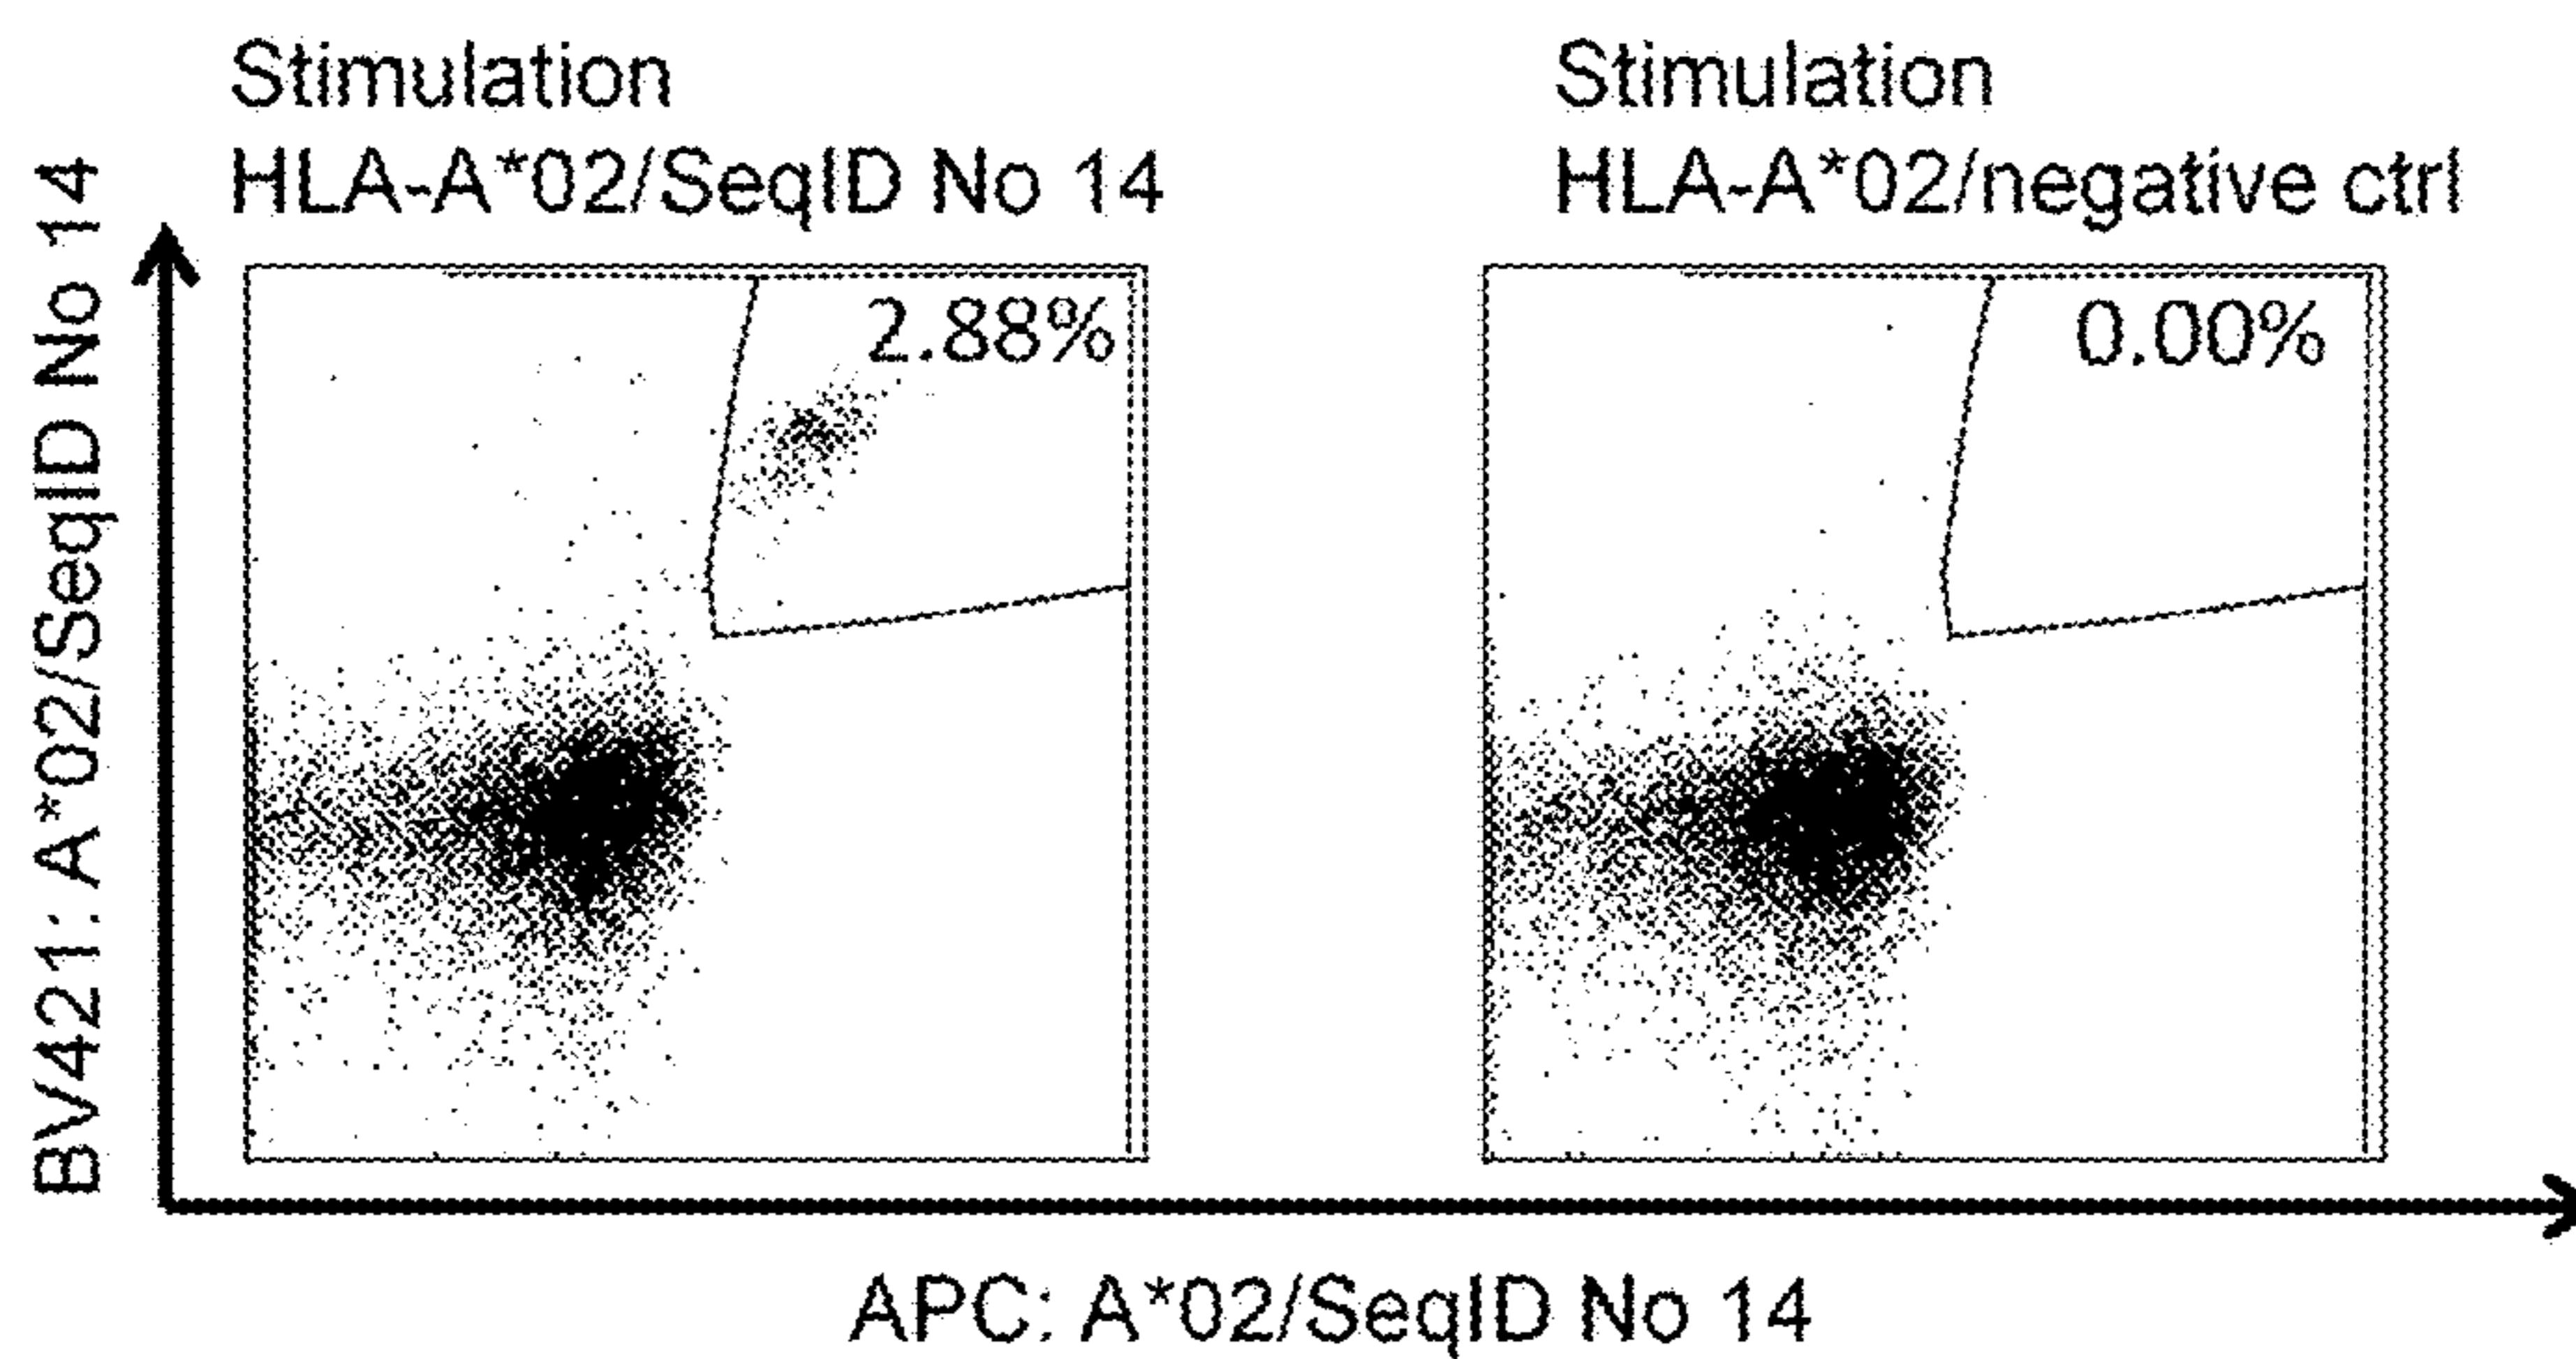 Stimulation
HLA-A*02/SeqID No 14
Stimulation
HLA-A*02/negative ctrl
BV421: A*02/SeqID No 14
2.88%
0.00%
APC: A*02/SeqID No 14